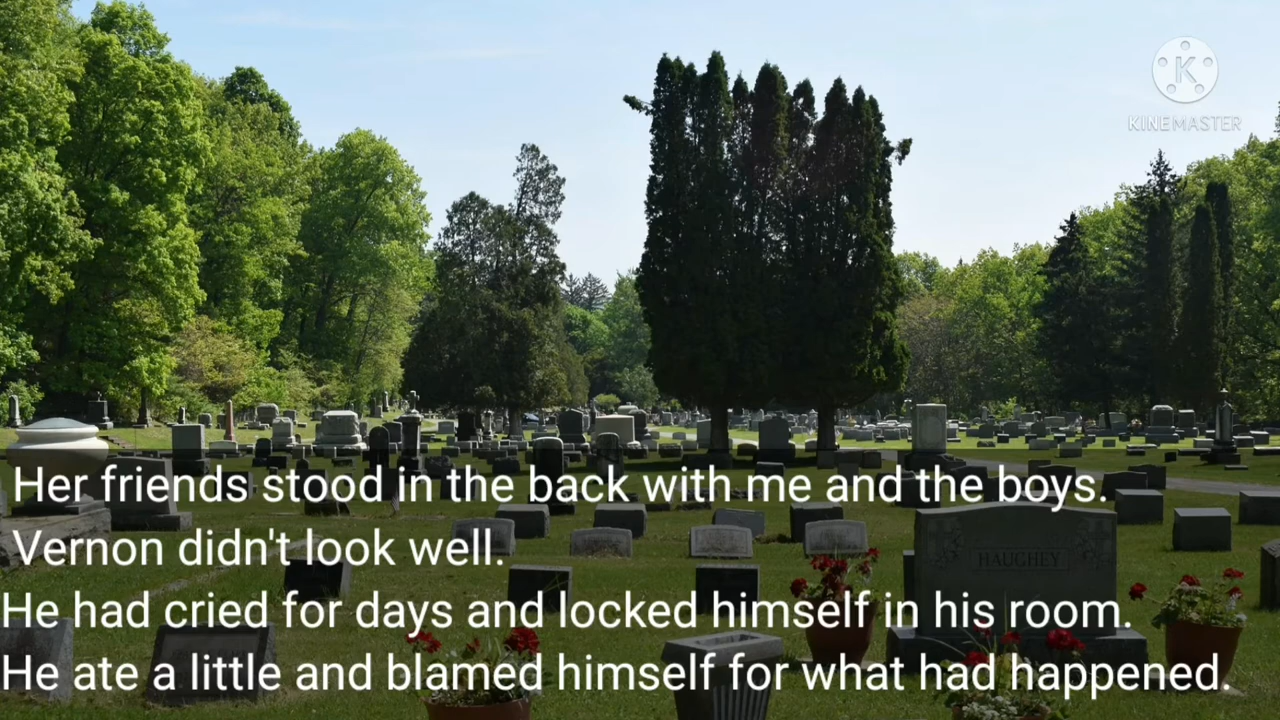 K
KINEMASTER
Her friends stood in the back with me and the boys.
Vernon didn't look well.
HAUGHEY
He had cried for days and locked himself in his room.
He ate a little and blamed himself for what had happened.